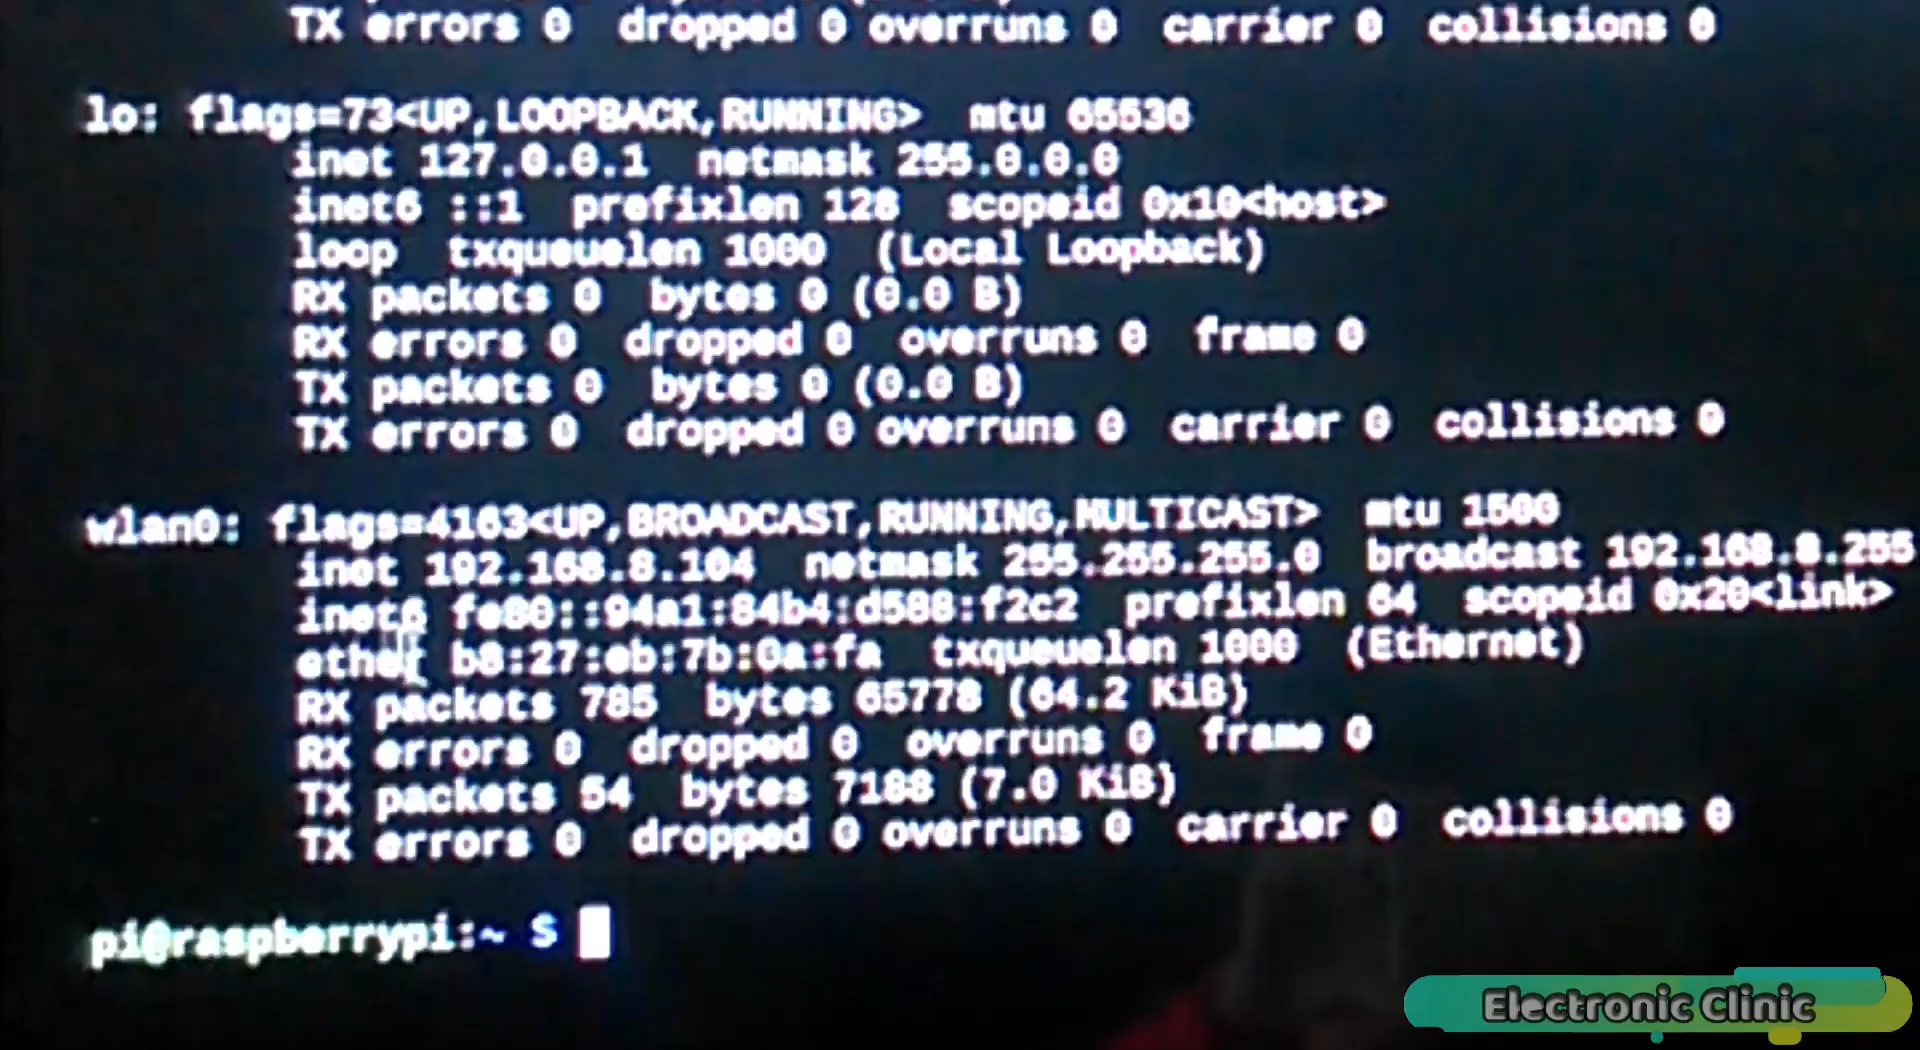 TX errors 0  dropped 0 overruns 0  carrier 0  collisions 0
lo: flags=73<UP,LOOPBACK,RUNNING>  mtu 65536
inet 127.0.0.1  netmask 255.0.0.0
inet6 ::1  prefixlen 128  scopeid 0x10<host>
loop  txqueuelen 1000  (Local Loopback)
RX packets 0  bytes 0 (0.0 B)
RX errors 0  dropped 0  overruns 0  frame 0
TX packets 0  bytes 0 (0.0 B)
TX errors 0  dropped 0 overruns 0  carrier 0  collisions 0
wlan0: flags=4163<UP,BROADCAST,RUNNING,MULTICAST>  mtu 1500
inet 192.168.8.104  netmask 255.255.255.0  broadcast 192.168.8.255
inet6 fe80::94a1:84b4:d588:f2c2  prefixlen 64  scopeid 0x20<link>
ether b8:27:eb:7b:0a:fa  txqueuelen 1000  (Ethernet)
RX packets 785  bytes 65778 (64.2 KiB)
RX errors 0  dropped 0  overruns 0  frame 0
TX packets 54  bytes 7188 (7.0 KiB)
TX errors 0  dropped 0 overruns 0  carrier 0  collisions 0
pi@raspberrypi:~ $
Electronic Clinic